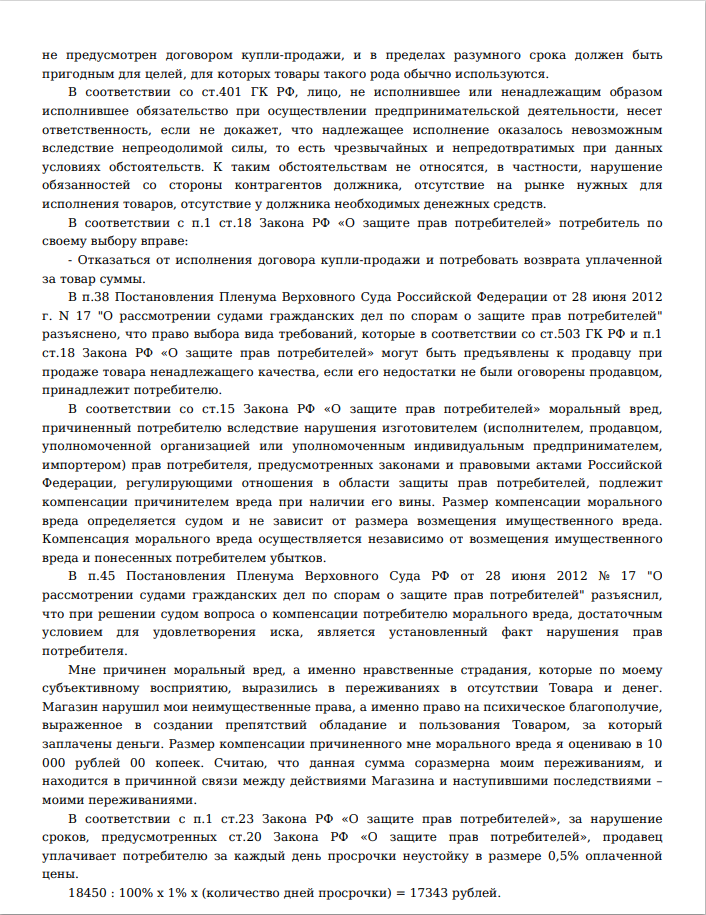 не предусмотрен договором купли-продажи, и в пределах разумного срока должен быть
пригодным для целей, для которых товары такого рода обычно используются.
В соответствии со ст.401 ГК РФ, лицо, не исполнившее или ненадлежащим образом
исполнившее обязательство при осуществлении предпринимательской деятельности, несет
ответственность, если не докажет, что надлежащее исполнение оказалось невозможным
вследствие непреодолимой силы, то есть чрезвычайных и непредотвратимых при данных
условиях обстоятельств. К таким обстоятельствам не относятся, в частности, нарушение
обязанностей со стороны контрагентов должника, отсутствие на рынке нужных для
исполнения товаров, отсутствие у должника необходимых денежных средств.
В соответствии с п.1 ст.18 Закона РФ «О защите прав потребителей» потребитель по
своему выбору вправе:
- Отказаться от исполнения договора купли-продажи и потребовать возврата уплаченной
за товар суммы.
В п.38 Постановления Пленума Верховного Суда Российской Федерации от 28 июня 2012
г. N 17 "О рассмотрении судами гражданских дел по спорам о защите прав потребителей"
разъяснено, что право выбора вида требований, которые в соответствии со ст.503 ГК РФ и п.1
ст.18 Закона РФ «О защите прав потребителей» могут быть предъявлены к продавцу при
продаже товара ненадлежащего качества, если его недостатки не были оговорены продавцом,
принадлежит потребителю.
В соответствии со ст.15 Закона РФ «О защите прав потребителей» моральный вред,
причиненный потребителю вследствие нарушения изготовителем (исполнителем, продавцом,
уполномоченной организацией или уполномоченным индивидуальным предпринимателем,
импортером) прав потребителя, предусмотренных законами и правовыми актами Российской
Федерации, регулирующими отношения в области защиты прав потребителей, подлежит
компенсации причинителем вреда при наличии его вины. Размер компенсации морального
вреда определяется судом и не зависит от размера возмещения имущественного вреда.
Компенсация морального вреда осуществляется независимо от возмещения имущественного
вреда и понесенных потребителем убытков.
В п.45 Постановления Пленума Верховного Суда РФ от 28 июня 2012 № 17 "О
рассмотрении судами гражданских дел по спорам о защите прав потребителей" разъяснил,
что при решении судом вопроса о компенсации потребителю морального вреда, достаточным
условием для удовлетворения иска, является установленный факт нарушения прав
потребителя.
Мне причинен моральный вред, а именно нравственные страдания, которые по моему
субъективному восприятию, выразились в переживаниях в отсутствии Товара и денег.
Магазин нарушил мои неимущественные права, а именно право на психическое благополучие,
выраженное в создании препятствий обладание и пользования Товаром, за который
заплачены деньги. Размер компенсации причиненного мне морального вреда я оцениваю в 10
000 рублей 00 копеек. Считаю, что данная сумма соразмерна моим переживаниям, и
находится в причинной связи между действиями Магазина и наступившими последствиями –
моими переживаниями.
В соответствии с п.1 ст.23 Закона РФ «О защите прав потребителей», за нарушение
сроков, предусмотренных ст.20 Закона РФ «О защите прав потребителей», продавец
уплачивает потребителю за каждый день просрочки неустойку в размере 0,5% оплаченной
цены.
18450 : 100% х 1% х (количество дней просрочки) = 17343 рублей.